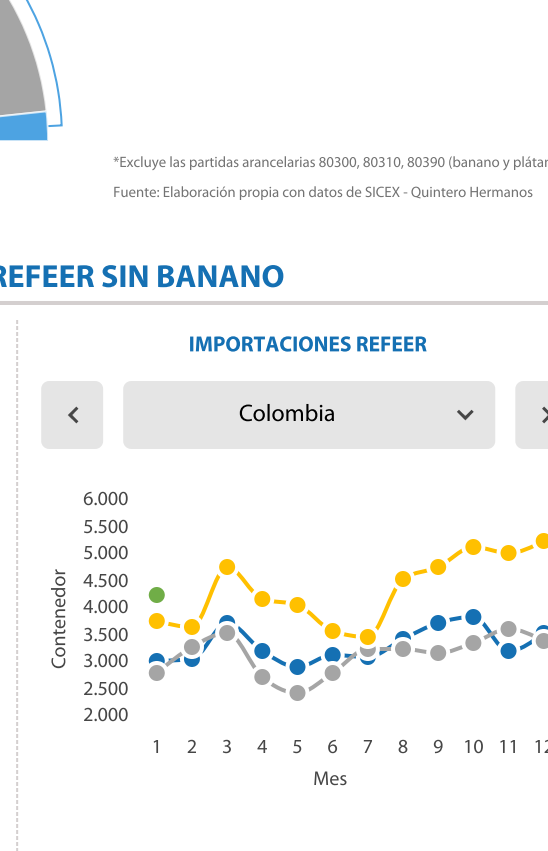 *Excluye las partidas arancelarias 80300, 80310, 80390 (banano y
Fuente: Elaboración propia con datos de SICEX - Quintero Hermanos
REFEER SIN BANANO
IMPORTACIONES REFEER
Colombia
Contenedor
6.000
5.500
5.000
4.500
4.000
3.500
3.000
2.500
2.000
1 2 3 4 5 6 7 8 9 10 11 12
Mes